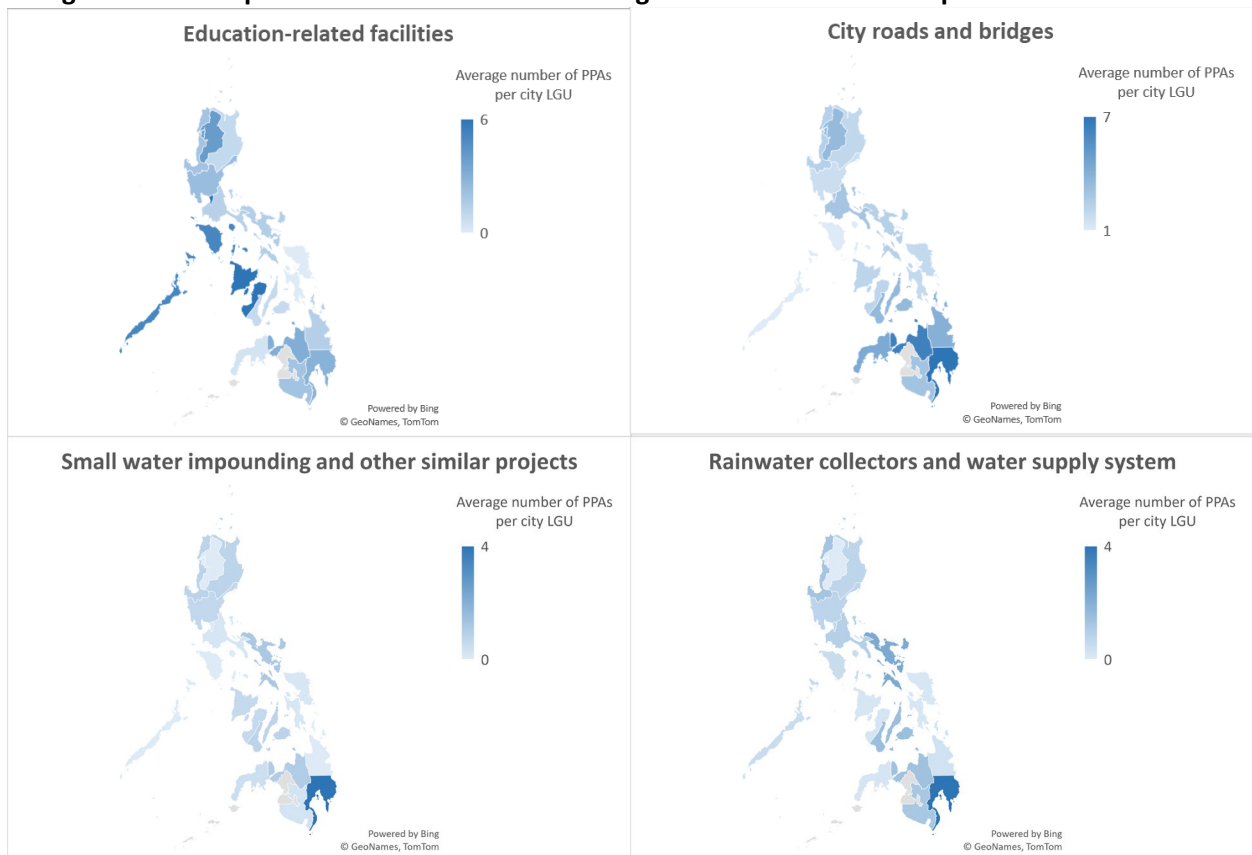 Education-related facilities
Average number of PPAs
per city LGU
6
0
Powered by Bing
© GeoNames, TomTom
City roads and bridges
Average number of PPAs
per city LGU
7
1
Powered by Bing
© GeoNames, TomTom
Small water impounding and other similar projects
Average number of PPAs
per city LGU
4
0
Powered by Bing
© GeoNames, TomTom
Rainwater collectors and water supply system
Average number of PPAs
per city LGU
4
0
Powered by Bing
© GeoNames, TomTom